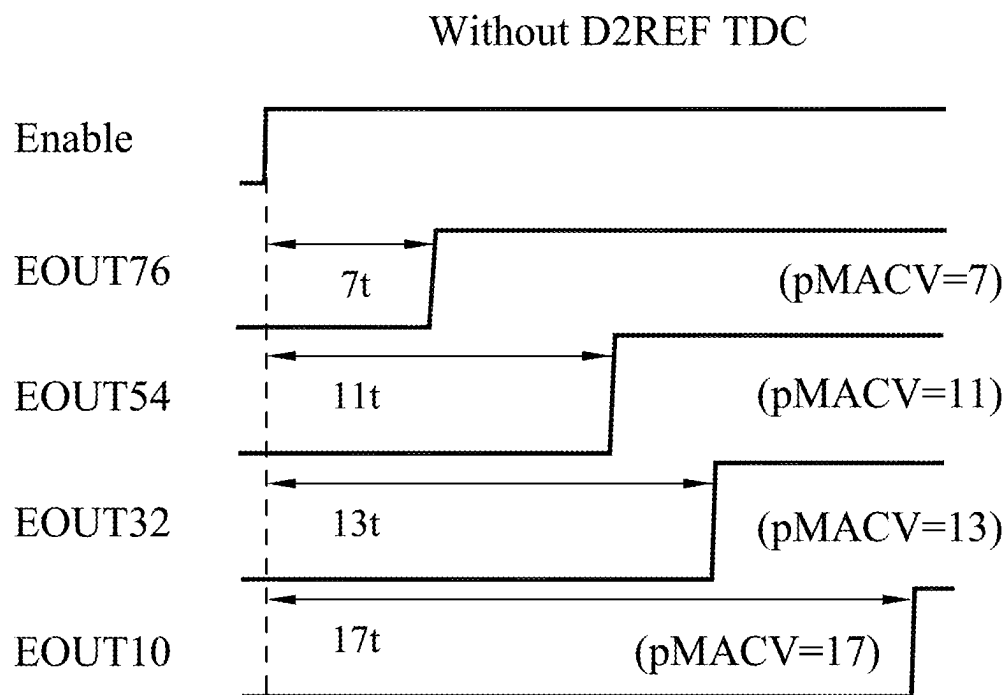 Without D2REF TDC
Enable
EOUT76
7t
(pMACV=7)
EOUT54
11t
(pMACV=11)
EOUT32
13t
(pMACV=13)
EOUT10
17t
(pMACV=17)